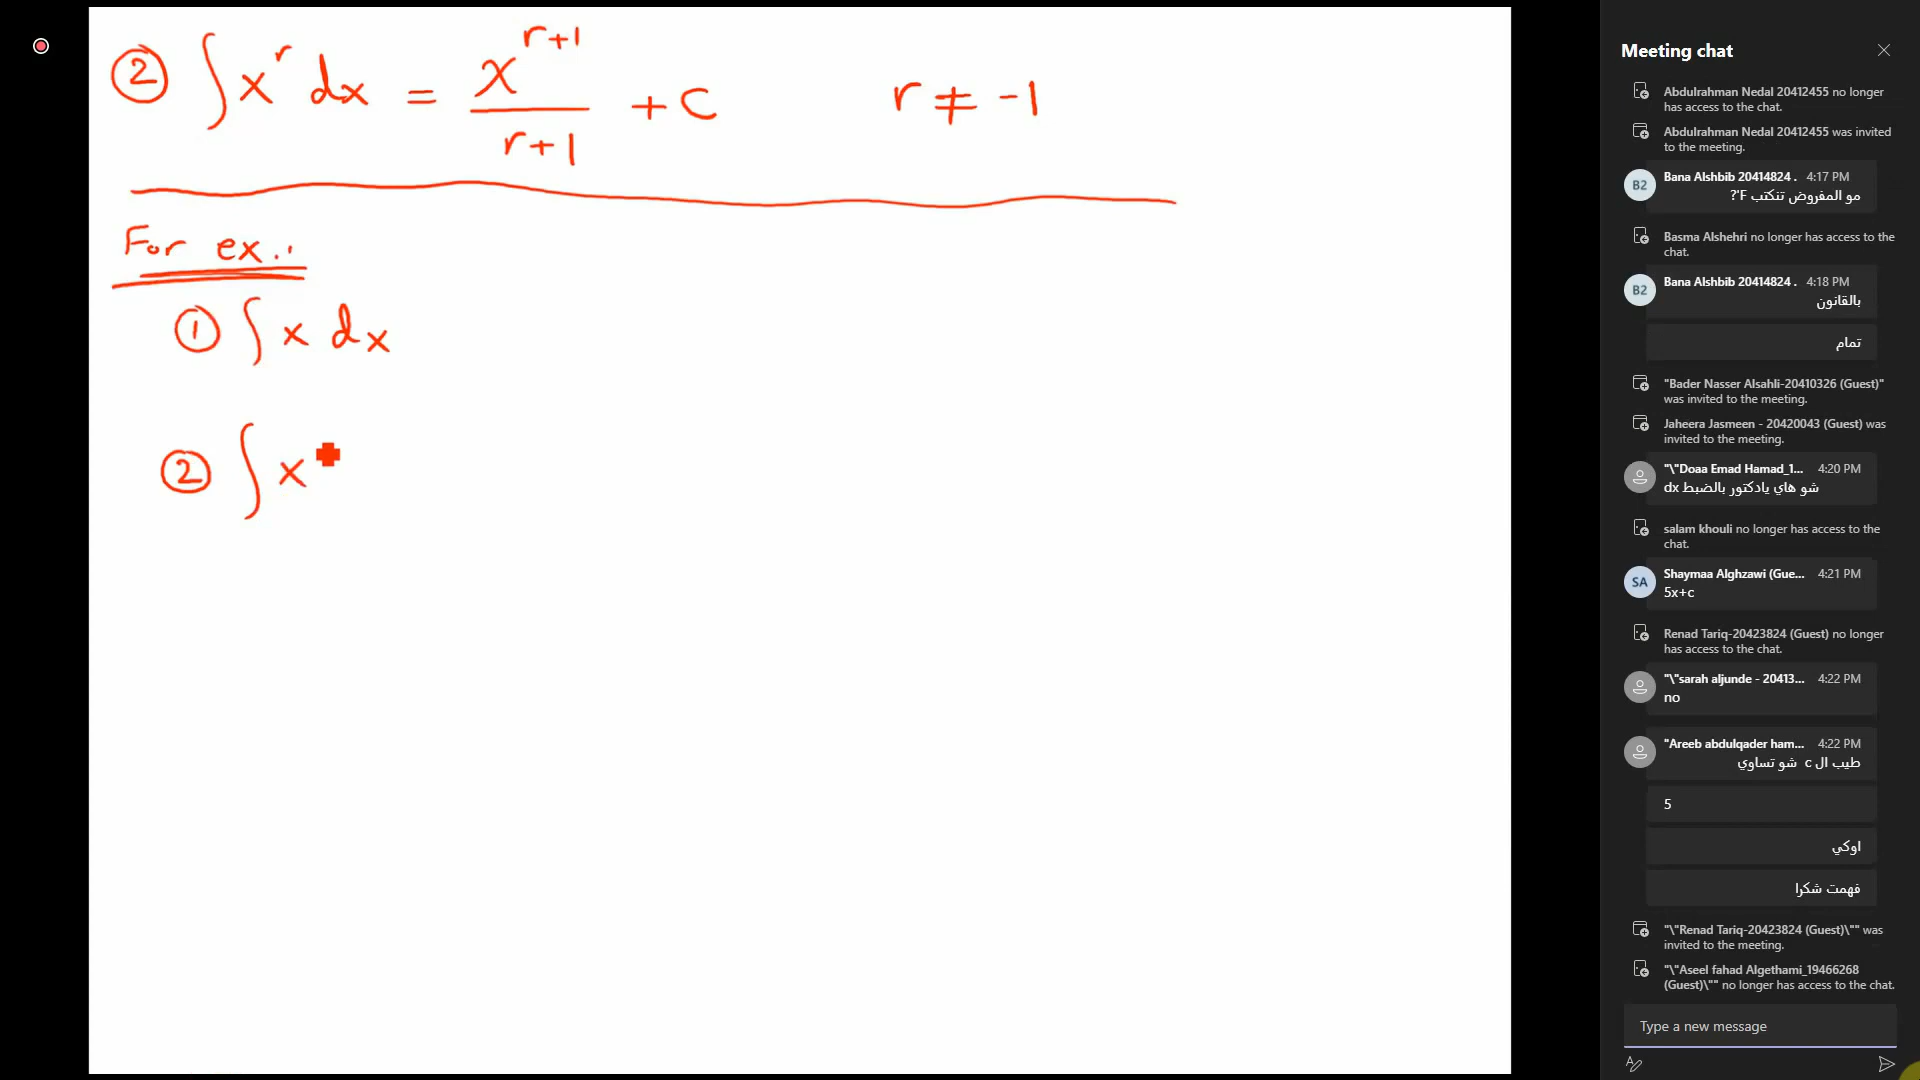 ② ∫ x^r dx = x^(r+1) / (r+1) + c r ≠ -1
For ex.:
① ∫ x dx
② ∫ x
Meeting chat
Abdulrahman Nedal 20412455 no longer
has access to the chat.
Abdulrahman Nedal 20412455 was invited
to the meeting.
B2
Bana Alshbib 20414824 . 4:17 PM
مو المفروض تنكتب F'?
Basma Alshehri no longer has access to the
chat.
B2
Bana Alshbib 20414824 . 4:18 PM
بالقانون
تمام
"Bader Nasser Alsahli-20410326 (Guest)"
was invited to the meeting.
Jaheera Jasmeen - 20420043 (Guest) was
invited to the meeting.
"\"Doaa Emad Hamad_1... 4:20 PM
شو هاي يادكتور بالضبط dx
salam khouli no longer has access to the
chat.
SA
Shaymaa Alghzawi (Gue... 4:21 PM
5x+c
Renad Tariq-20423824 (Guest) no longer
has access to the chat.
"\"sarah aljunde - 20413... 4:22 PM
no
"Areeb abdulqader ham... 4:22 PM
طيب ال c شو تساوي
5
اوكي
فهمت شكرا
"\"Renad Tariq-20423824 (Guest)\"" was
invited to the meeting.
"\"Aseel fahad Algethami_19466268
(Guest)\"" no longer has access to the chat.
Type a new message